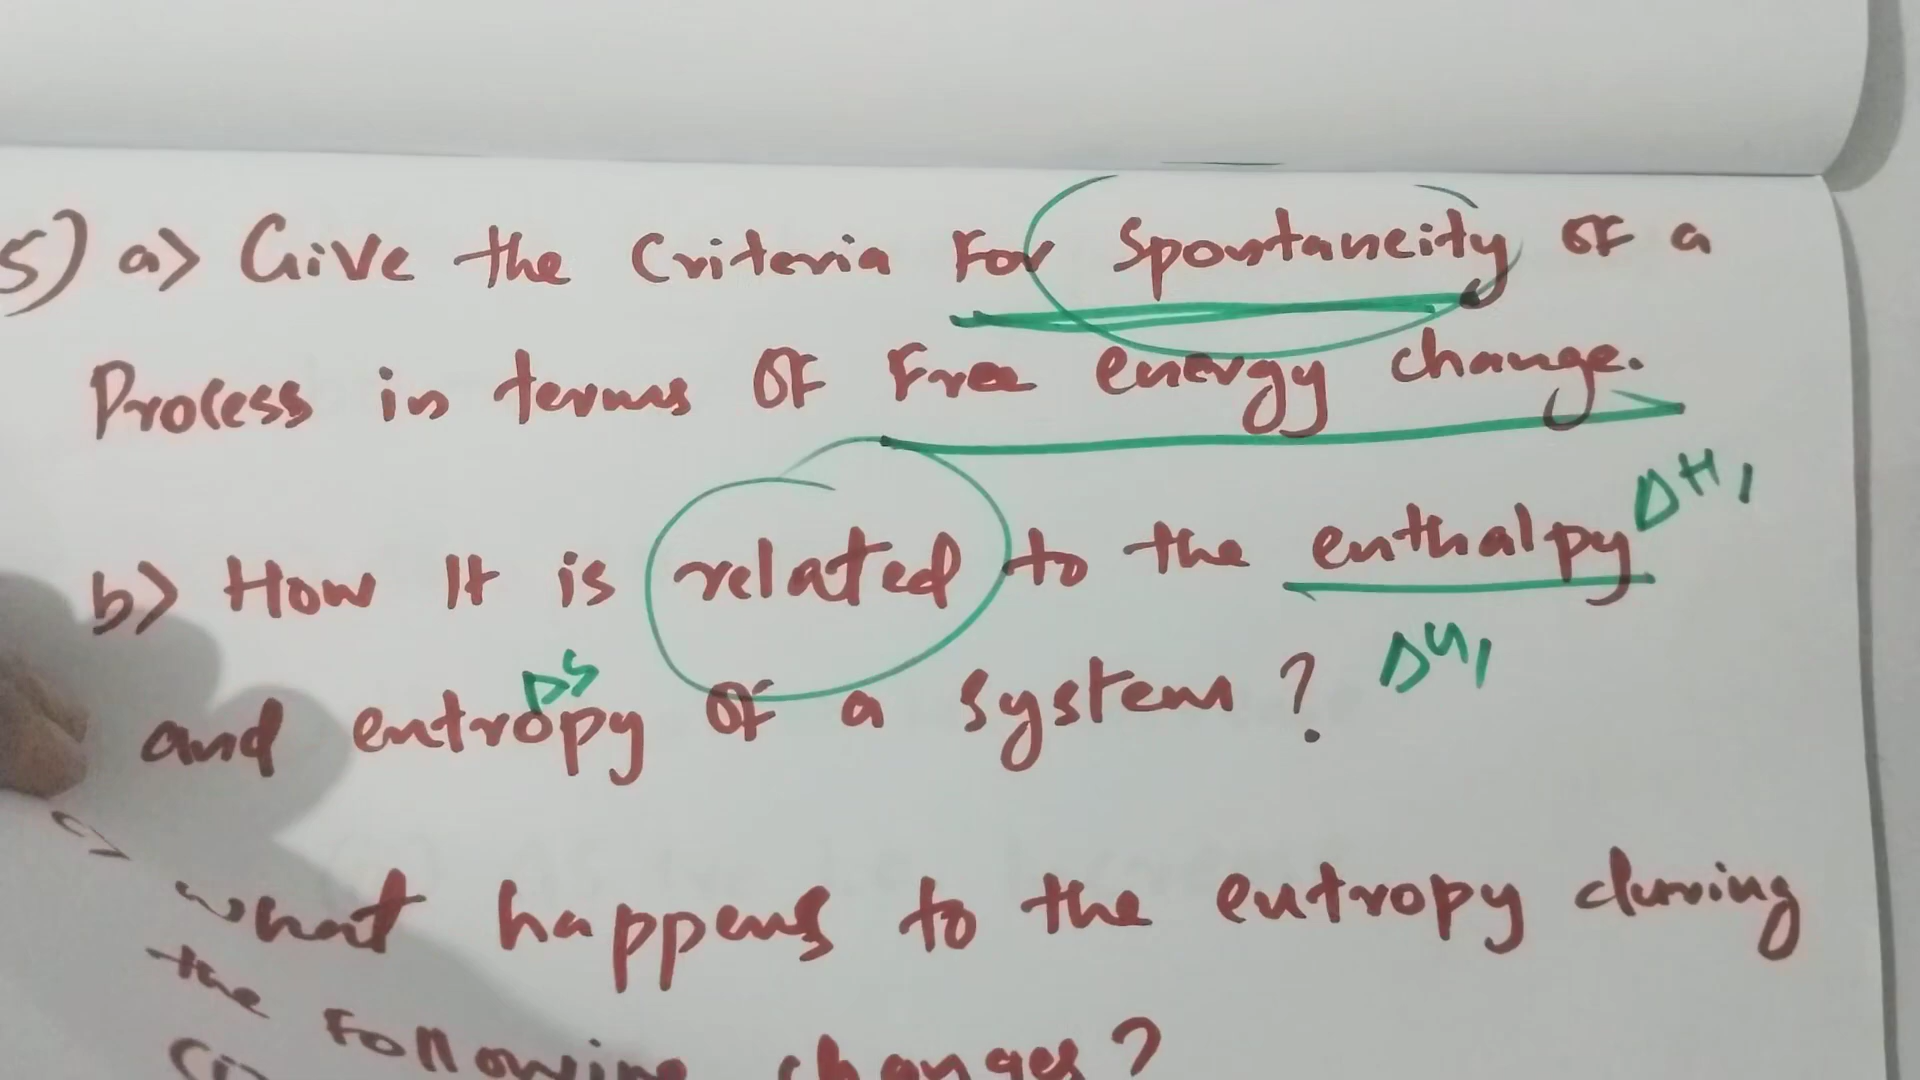 5) a) Give the Criteria For Spontaneity of a
Process in terms of Free energy change.
b) How It is related to the enthalpy ΔH,
and entropy ΔS of a system? ΔH,
c)
what happens to the entropy during
the Following changes?